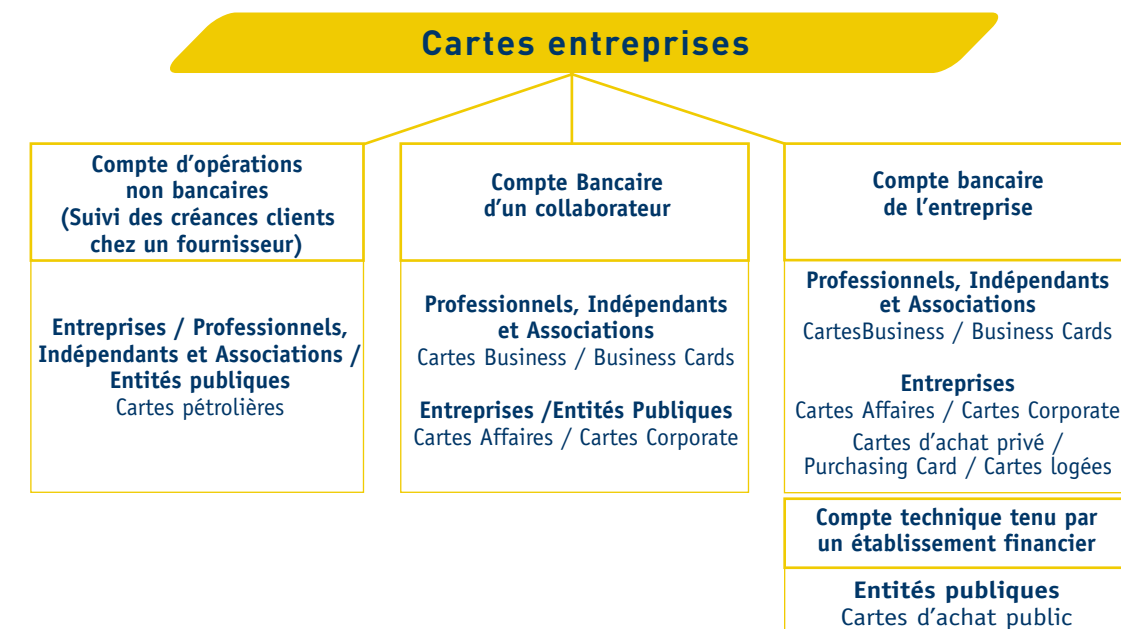 Cartes entreprises
Compte d'opérations
non bancaires
(Suivi des créances clients
chez un fournisseur)
Entreprises / Professionnels,
Indépendants et Associations /
Entités publiques
Cartes pétrolières
Compte Bancaire
d'un collaborateur
Professionnels, Indépendants
et Associations
Cartes Business / Business Cards
Entreprises /Entités Publiques
Cartes Affaires / Cartes Corporate
Compte bancaire
de l'entreprise
Professionnels, Indépendants
et Associations
CartesBusiness / Business Cards
Entreprises
Cartes Affaires / Cartes Corporate
Cartes d'achat privé /
Purchasing Card / Cartes logées
Compte technique tenu par
un établissement financier
Entités publiques
Cartes d'achat public